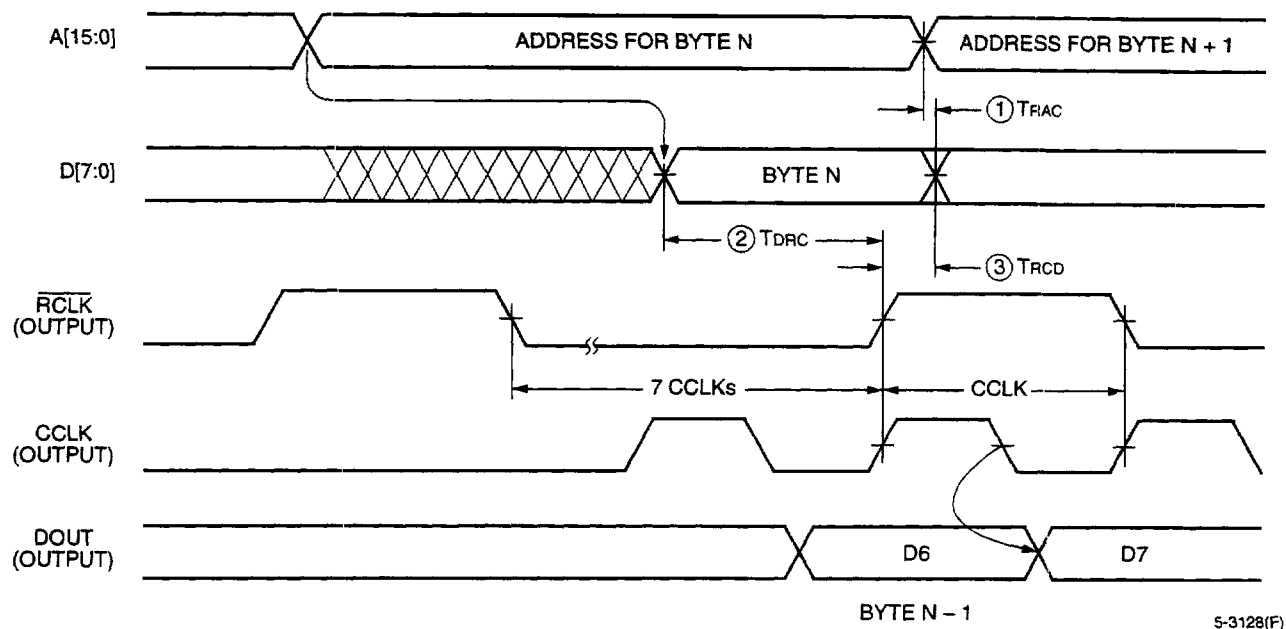 A[15:0]
ADDRESS FOR BYTE N
ADDRESS FOR BYTE N + 1
① TRAC
D[7:0]
BYTE N
② TDRC
③ TRCD
RCLK
(OUTPUT)
7 CCLKs
CCLK
CCLK
(OUTPUT)
DOUT
(OUTPUT)
D6
D7
BYTE N – 1
5-3128(F)